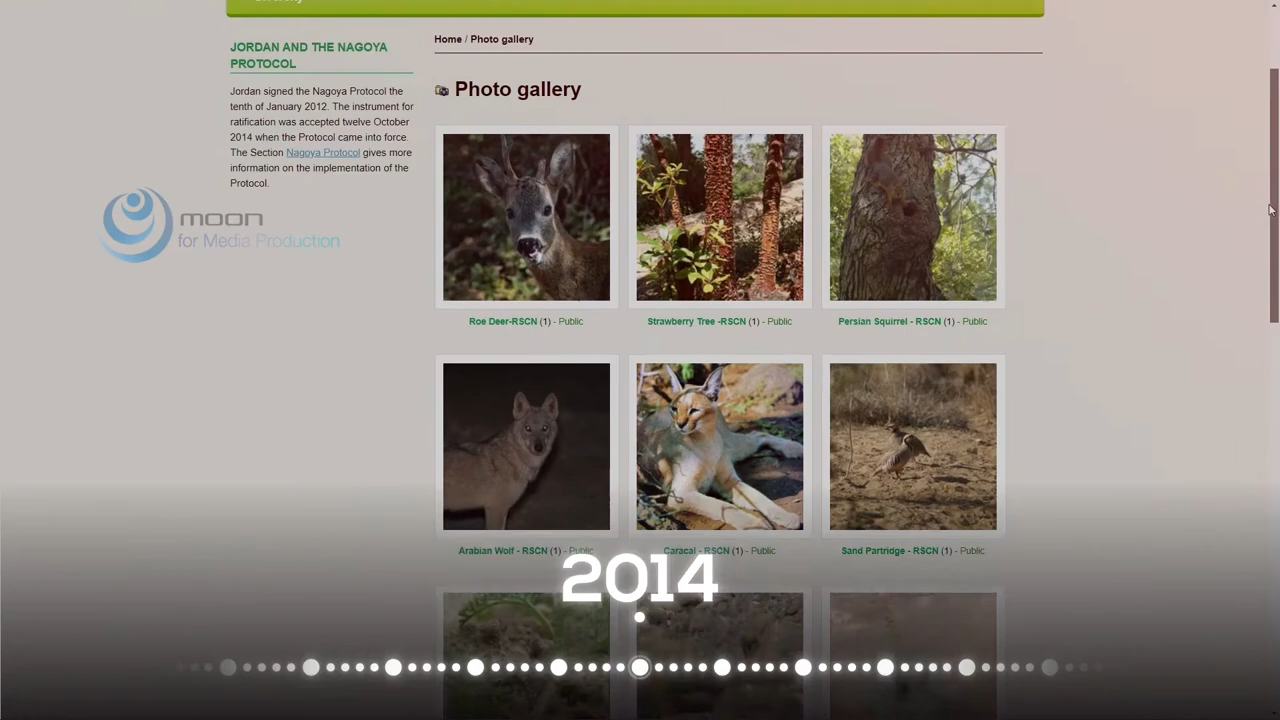 Home / Photo gallery
JORDAN AND THE NAGOYA
PROTOCOL
Jordan signed the Nagoya Protocol the
tenth of January 2012. The instrument for
ratification was accepted twelve October
2014 when the Protocol came into force.
The Section Nagoya Protocol gives more
information on the implementation of the
Protocol.
moon
for Media Production
Photo gallery
Roe Deer-RSCN (1) - Public
Strawberry Tree -RSCN (1) - Public
Persian Squirrel - RSCN (1) - Public
Arabian Wolf - RSCN (1) - Public
Caracal - RSCN (1) - Public
Sand Partridge - RSCN (1) - Public
2014